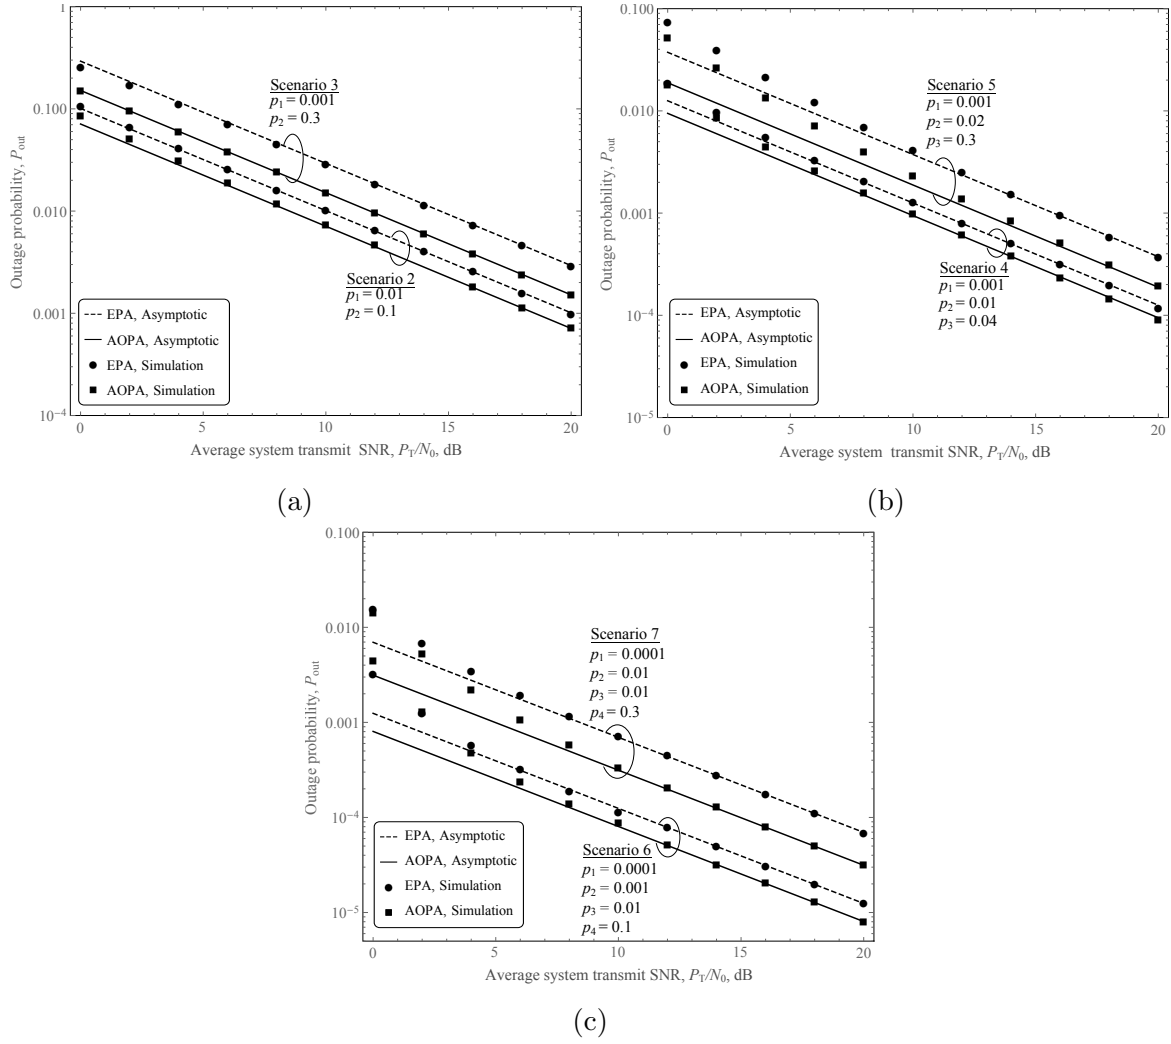 1
0.100
0.010
0.001
10⁻⁴
Outage probability, P_out
Scenario 3
p₁ = 0.001
p₂ = 0.3
Scenario 2
p₁ = 0.01
p₂ = 0.1
EPA, Asymptotic
AOPA, Asymptotic
EPA, Simulation
AOPA, Simulation
0 5 10 15 20
Average system transmit SNR, P_T/N₀, dB
(a)
0.100
0.010
0.001
10⁻⁴
10⁻⁵
Outage probability, P_out
Scenario 5
p₁ = 0.001
p₂ = 0.02
p₃ = 0.3
Scenario 4
p₁ = 0.001
p₂ = 0.01
p₃ = 0.04
EPA, Asymptotic
AOPA, Asymptotic
EPA, Simulation
AOPA, Simulation
0 5 10 15 20
Average system transmit SNR, P_T/N₀, dB
(b)
0.100
0.010
0.001
10⁻⁴
10⁻⁵
Outage probability, P_out
Scenario 7
p₁ = 0.0001
p₂ = 0.01
p₃ = 0.01
p₄ = 0.3
Scenario 6
p₁ = 0.0001
p₂ = 0.001
p₃ = 0.01
p₄ = 0.1
EPA, Asymptotic
AOPA, Asymptotic
EPA, Simulation
AOPA, Simulation
0 5 10 15 20
Average system transmit SNR, P_T/N₀, dB
(c)